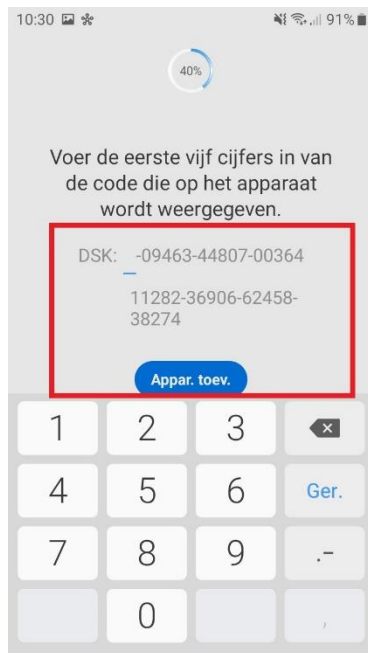 10:30 91%
40%
Voer de eerste vijf cijfers in van
de code die op het apparaat
wordt weergegeven.
DSK: -09463-44807-00364
11282-36906-62458-
38274
Appar. toev.
1 2 3
4 5 6 Ger.
7 8 9 .-
0 ,